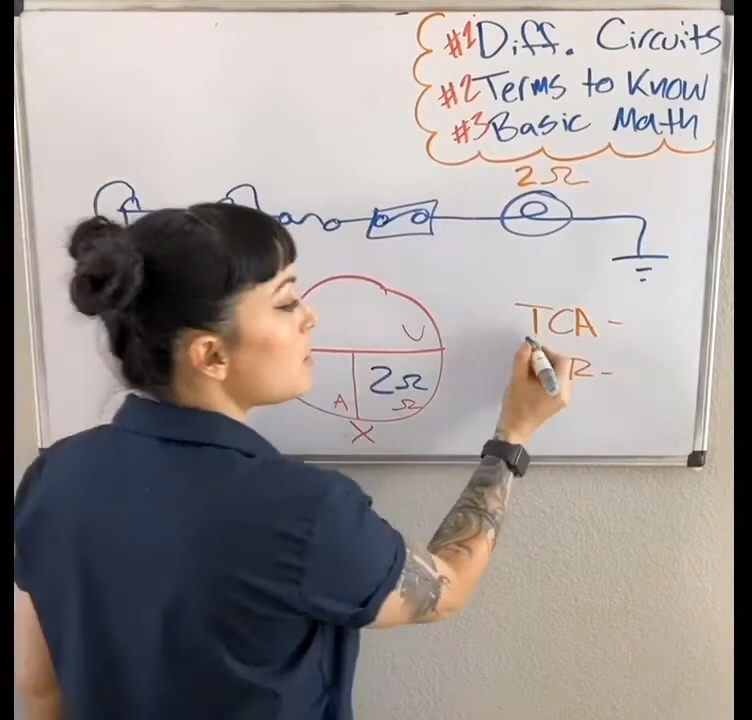 #1 Diff. Circuits
#2 Terms to Know
#3 Basic Math
2Ω
V
TCA -
R -
2Ω
A
Ω
X